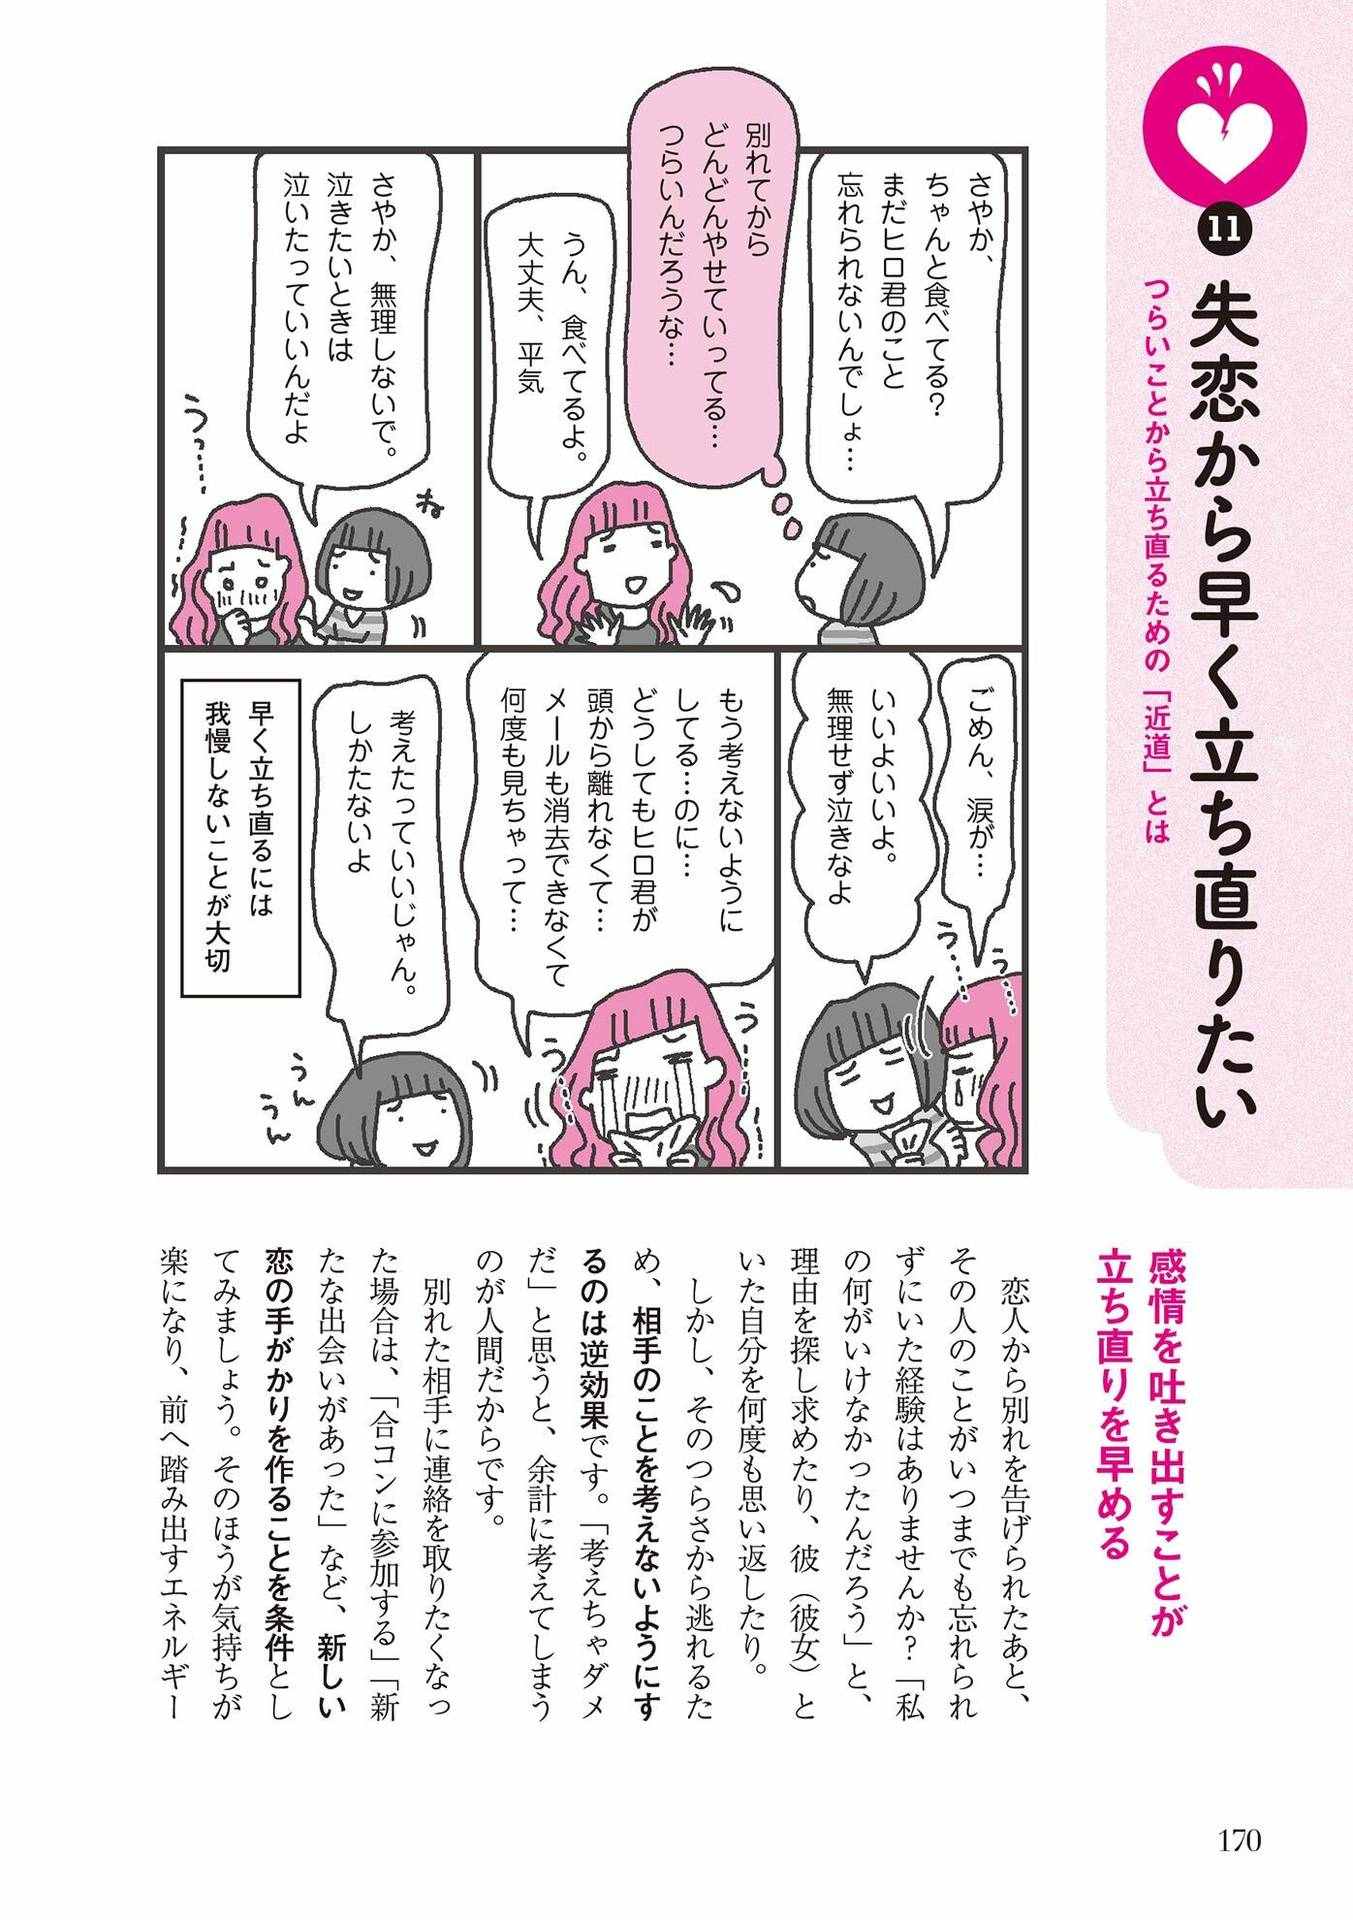 11
失恋から早く立ち直りたい
つらいことから立ち直るための「近道」とは
さやか、
ちゃんと食べてる？
まだヒロ君のこと
忘れられないんでしょ…
別れてから
どんどんやせていってる…
つらいんだろうな…
うん、食べてるよ。
大丈夫、平気
さやか、無理しないで。
泣きたいときは
泣いたっていいんだよ
ね
うっ…
ごめん、涙が…
いいよいいよ。
無理せず泣きなよ
うっ…
うっ…
もう考えないように
してる…のに…
どうしてもヒロ君が
頭から離れなくて…
メールも消去できなくて
何度も見ちゃって…
うっ…
うっ…
考えたっていいじゃん。
しかたないよ
うん
うん
早く立ち直るには
我慢しないことが大切
感情を吐き出すことが
立ち直りを早める
恋人から別れを告げられたあと、
その人のことがいつまでも忘れられ
ずにいた経験はありませんか？「私
の何がいけなかったんだろう」と、
理由を探し求めたり、彼（彼女）と
いた自分を何度も思い返したり。
しかし、そのつらさから逃れるた
め、相手のことを考えないようにす
るのは逆効果です。「考えちゃダメ
だ」と思うと、余計に考えてしまう
のが人間だからです。
別れた相手に連絡を取りたくなっ
た場合は、「合コンに参加する」「新
たな出会いがあった」など、新しい
恋の手がかりを作ることを条件とし
てみましょう。そのほうが気持ちが
楽になり、前へ踏み出すエネルギー
170